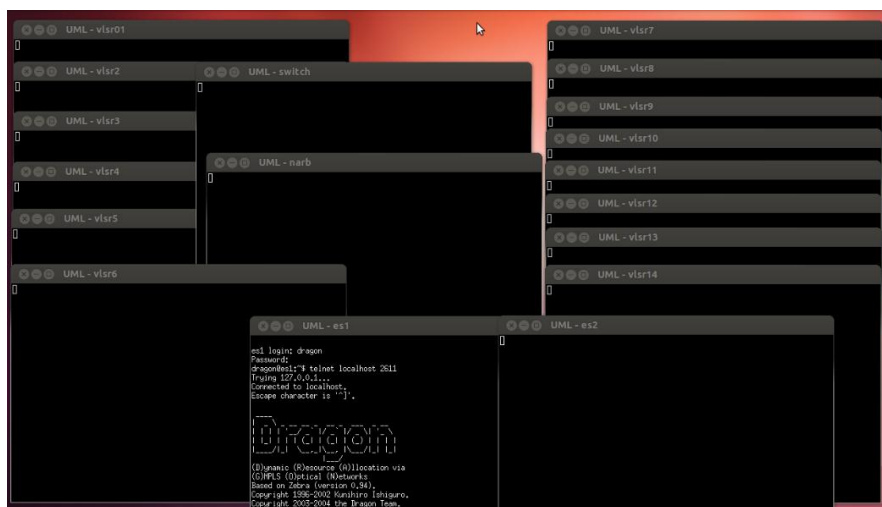 UML - vlsr01
UML - vlsr2
UML - switch
UML - vlsr3
UML - narb
UML - vlsr4
UML - vlsr5
UML - vlsr6
UML - vlsr7
UML - vlsr8
UML - vlsr9
UML - vlsr10
UML - vlsr11
UML - vlsr12
UML - vlsr13
UML - vlsr14
UML - es1
es1 login: dragon
Password:
dragon@es1:~$ telnet localhost 2611
Trying 127.0.0.1...
Connected to localhost.
Escape character is '^]'.
Dragon
(D)ynamic (R)esource (A)llocation via
(G)MPLS (O)ptical (N)etworks
Based on Zebra (version 0.94).
Copyright 1996-2002 Kunihiro Ishiguro.
Copyright 2003-2004 the Dragon Team.
UML - es2